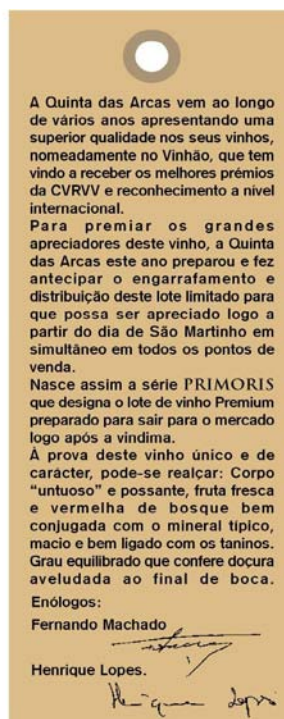 A Quinta das Arcas vem ao longo
de vários anos apresentando uma
superior qualidade nos seus vinhos,
nomeadamente no Vinhão, que tem
vindo a receber os melhores prémios
da CVRVV e reconhecimento a nível
internacional.
Para premiar os grandes
apreciadores deste vinho, a Quinta
das Arcas este ano preparou e fez
antecipar o engarrafamento e
distribuição deste lote limitado para
que possa ser apreciado logo a
partir do dia de São Martinho em
simultâneo em todos os pontos de
venda.
Nasce assim a série PRIMORIS
que designa o lote de vinho Premium
preparado para sair para o mercado
logo após a vindima.
À prova deste vinho único e de
carácter, pode-se realçar: Corpo
“untuoso” e possante, fruta fresca
e vermelha de bosque bem
conjugada com o mineral típico,
macio e bem ligado com os taninos.
Grau equilibrado que confere doçura
aveludada ao final de boca.
Enólogos:
Fernando Machado
Henrique Lopes.
Henrique Lopes